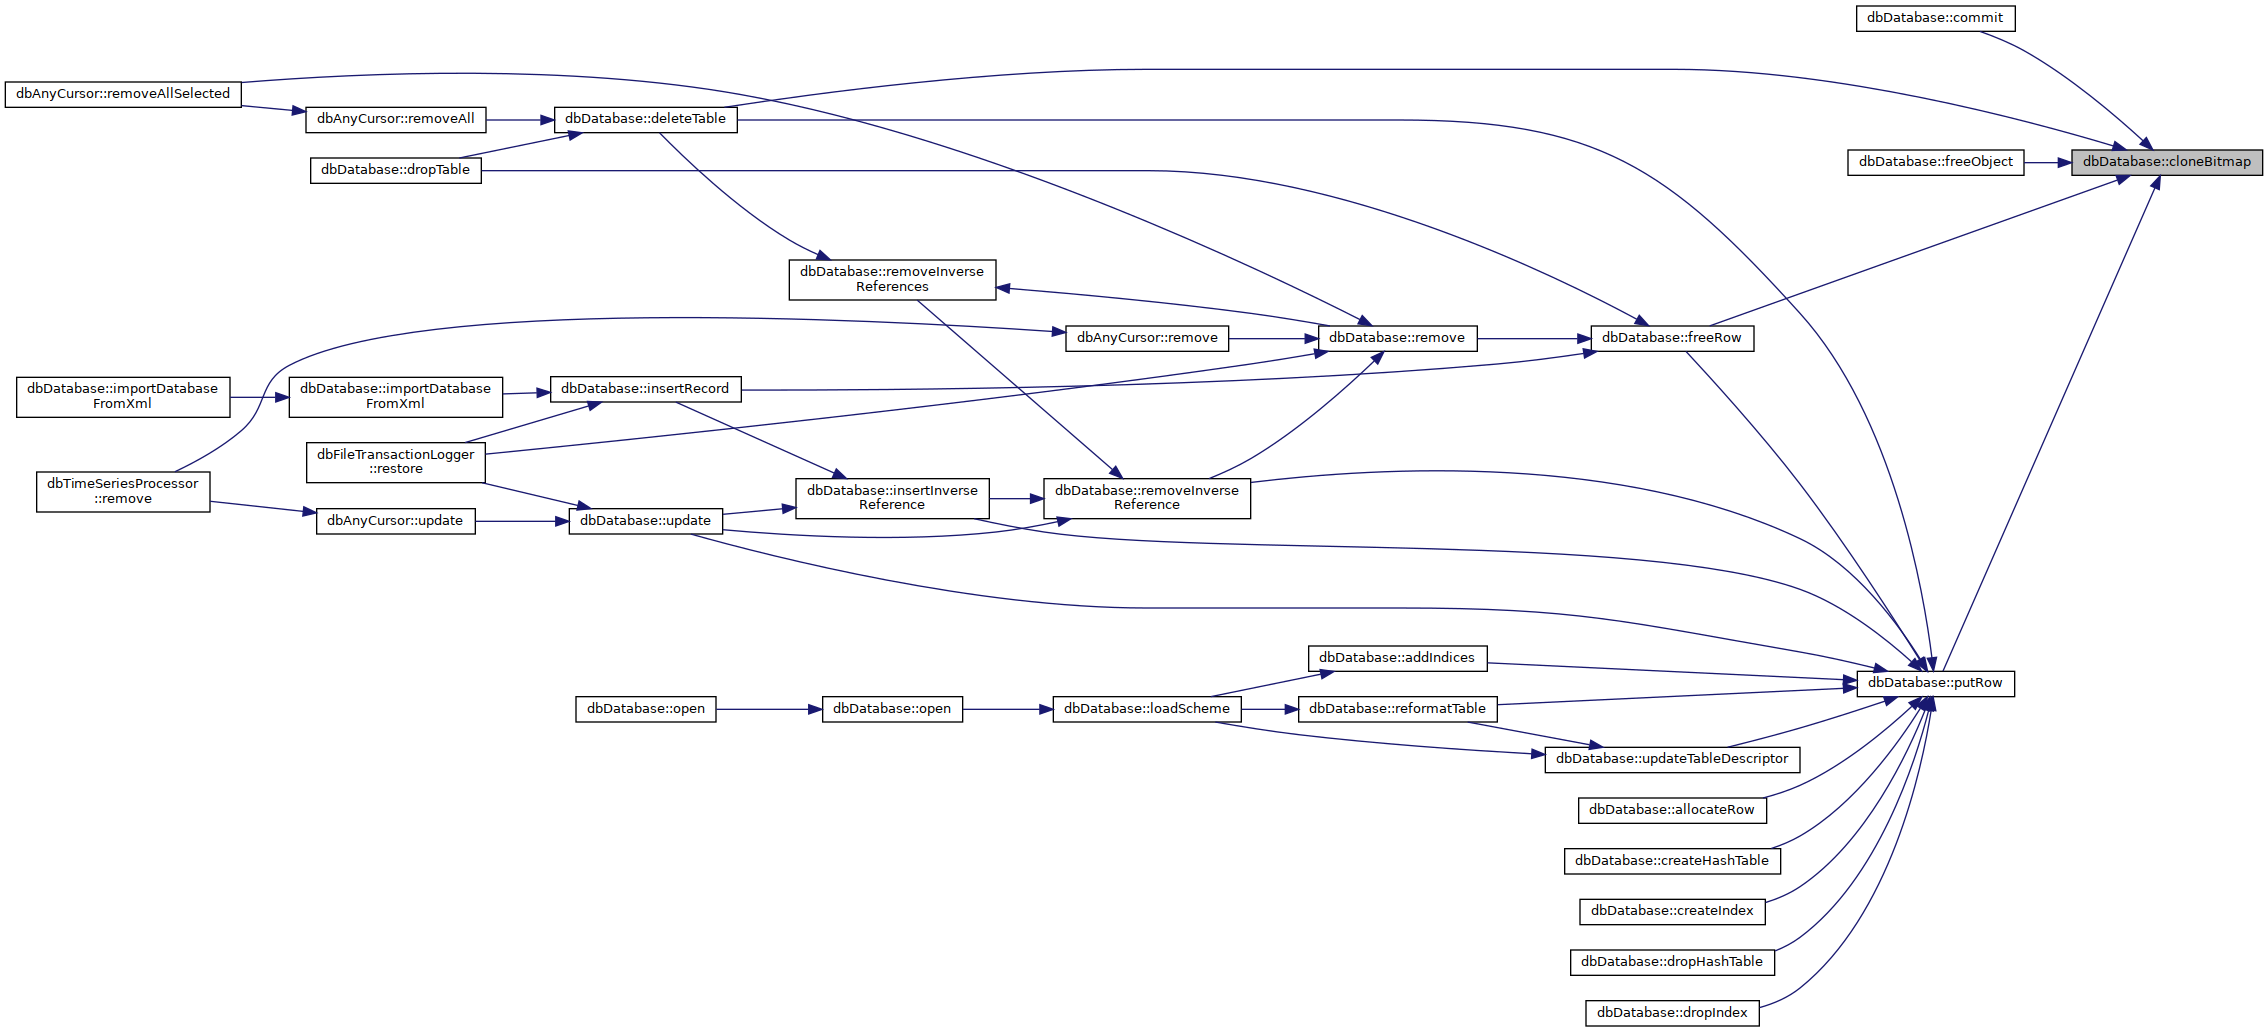 dbDatabase::commit
dbAnyCursor::removeAllSelected
dbAnyCursor::removeAll
dbDatabase::deleteTable
dbDatabase::dropTable
dbDatabase::freeObject
dbDatabase::cloneBitmap
dbDatabase::removeInverse
References
dbAnyCursor::remove
dbDatabase::remove
dbDatabase::freeRow
dbDatabase::importDatabase
FromXml
dbDatabase::importDatabase
FromXml
dbDatabase::insertRecord
dbFileTransactionLogger
::restore
dbTimeSeriesProcessor
::remove
dbAnyCursor::update
dbDatabase::update
dbDatabase::insertInverse
Reference
dbDatabase::removeInverse
Reference
dbDatabase::addIndices
dbDatabase::putRow
dbDatabase::open
dbDatabase::open
dbDatabase::loadScheme
dbDatabase::reformatTable
dbDatabase::updateTableDescriptor
dbDatabase::allocateRow
dbDatabase::createHashTable
dbDatabase::createIndex
dbDatabase::dropHashTable
dbDatabase::dropIndex